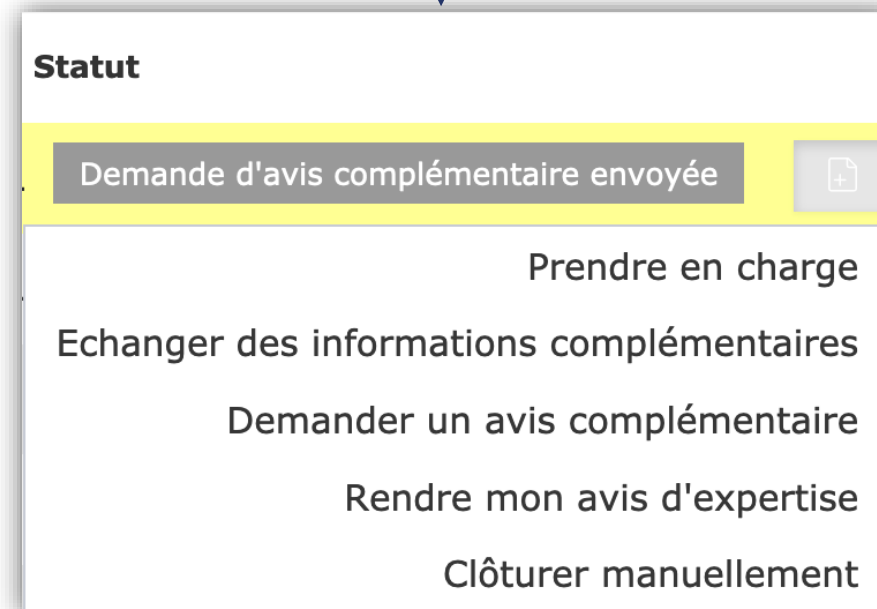 Statut
Demande d'avis complémentaire envoyée
Prendre en charge
Echanger des informations complémentaires
Demander un avis complémentaire
Rendre mon avis d'expertise
Clôturer manuellement